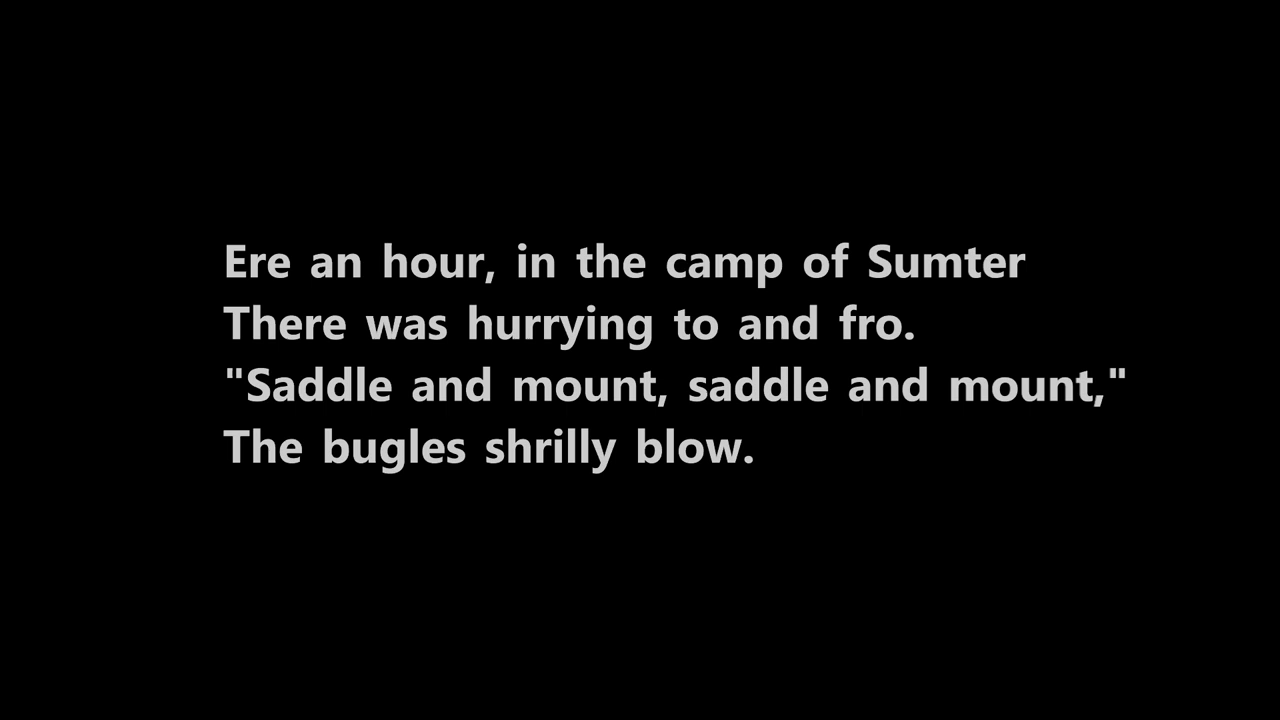 Ere an hour, in the camp of Sumter
There was hurrying to and fro.
"Saddle and mount, saddle and mount,"
The bugles shrilly blow.